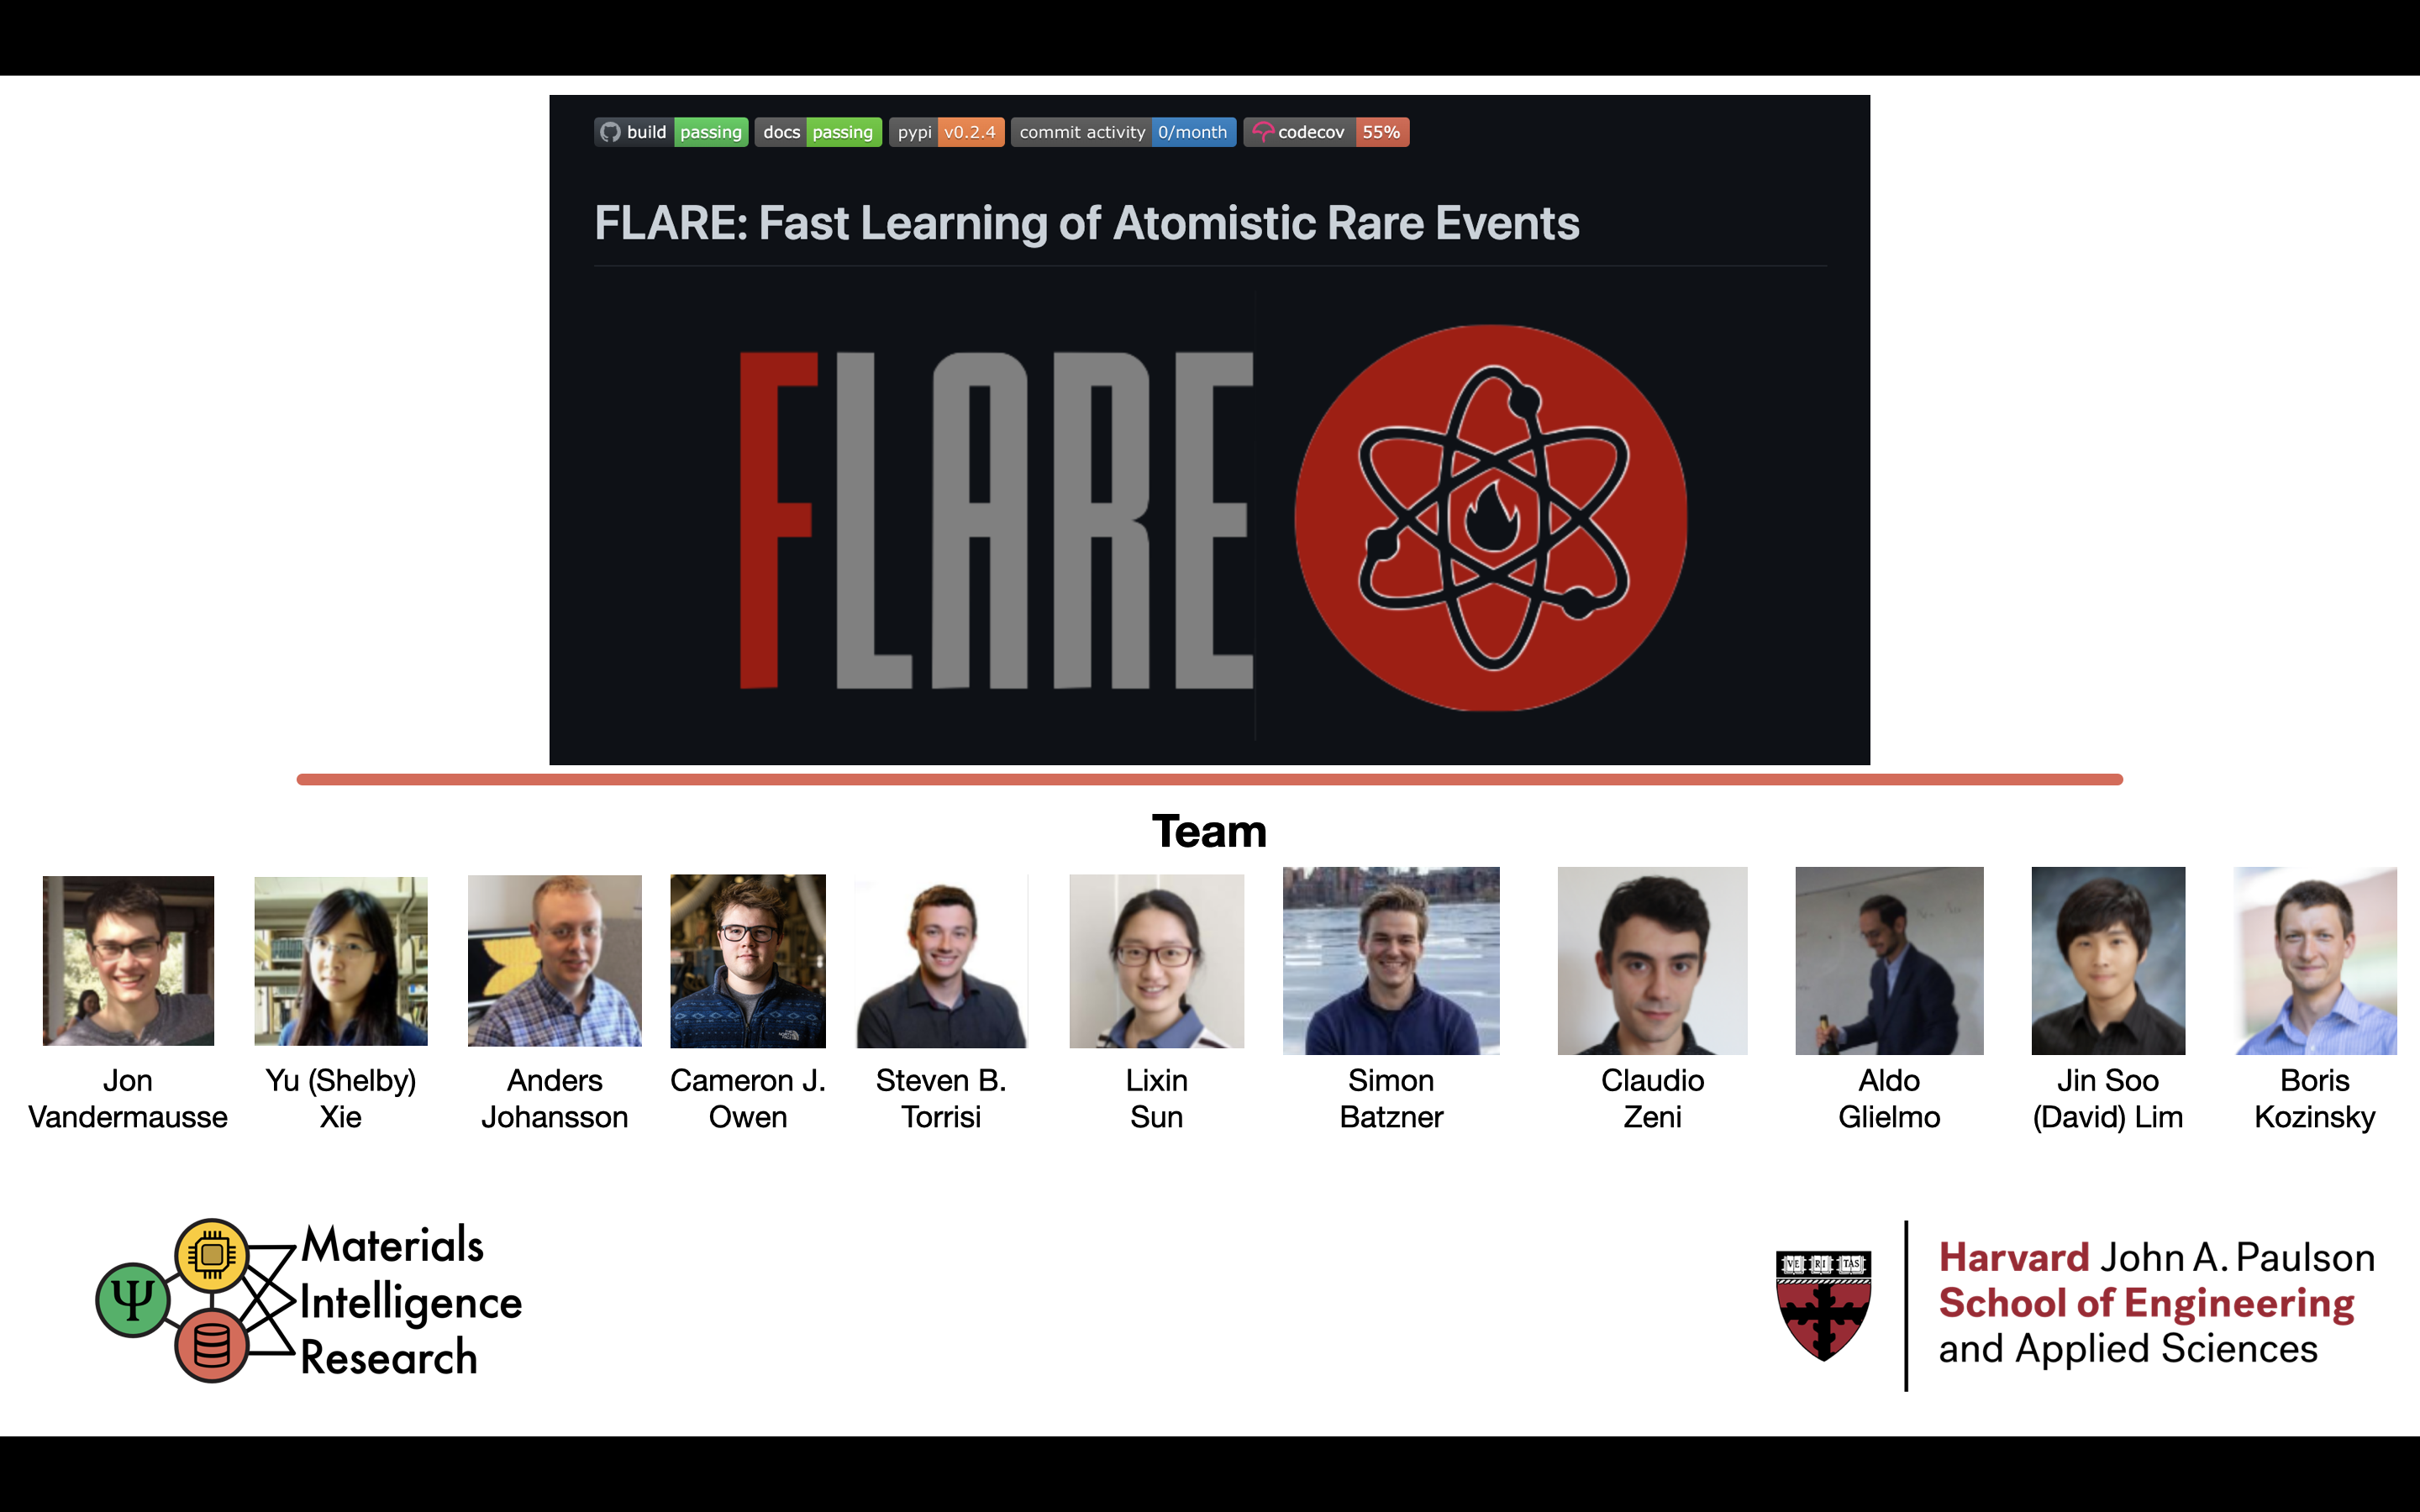 build passing docs passing pypi v0.2.4 commit activity 0/month codecov 55%
FLARE: Fast Learning of Atomistic Rare Events
FLARE
Team
Jon
Vandermausse
Yu (Shelby)
Xie
Anders
Johansson
Cameron J.
Owen
Steven B.
Torrisi
Lixin
Sun
Simon
Batzner
Claudio
Zeni
Aldo
Glielmo
Jin Soo
(David) Lim
Boris
Kozinsky
Ψ
Materials
Intelligence
Research
VE RI TAS
Harvard John A. Paulson
School of Engineering
and Applied Sciences